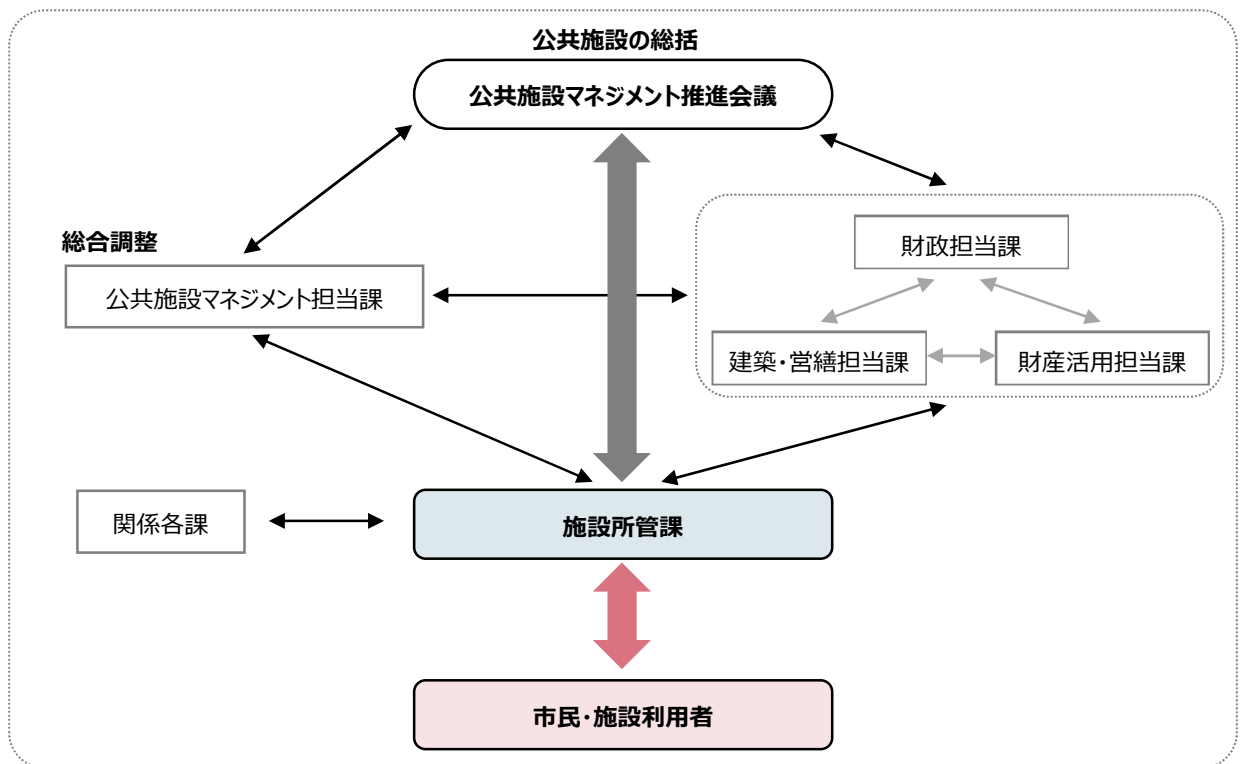 公共施設の総括
公共施設マネジメント推進会議
総合調整
公共施設マネジメント担当課
財政担当課
建築・営繕担当課
財産活用担当課
関係各課
施設所管課
市民・施設利用者